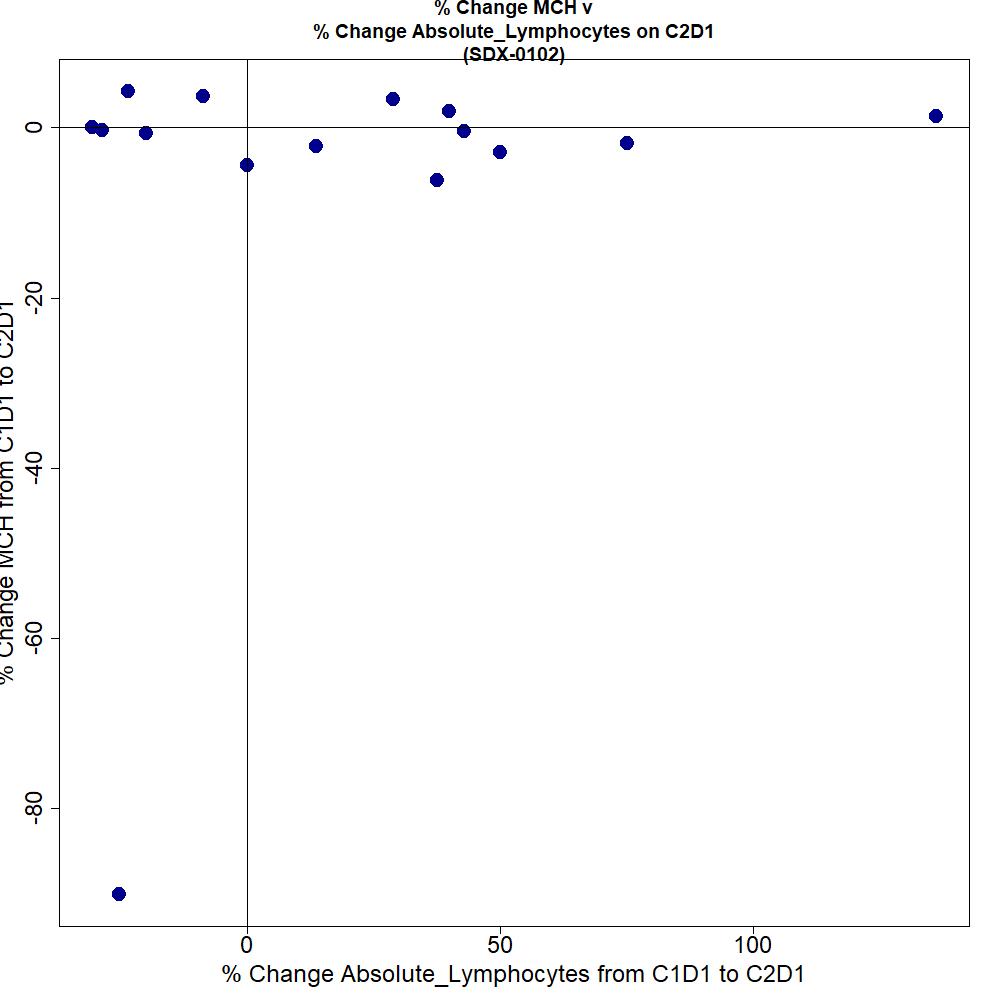 % Change MCH v
% Change Absolute_Lymphocytes on C2D1
(SDX-0102)
% Change MCH from C1D1 to C2D1
0
-20
-40
-60
-80
0
50
100
% Change Absolute_Lymphocytes from C1D1 to C2D1